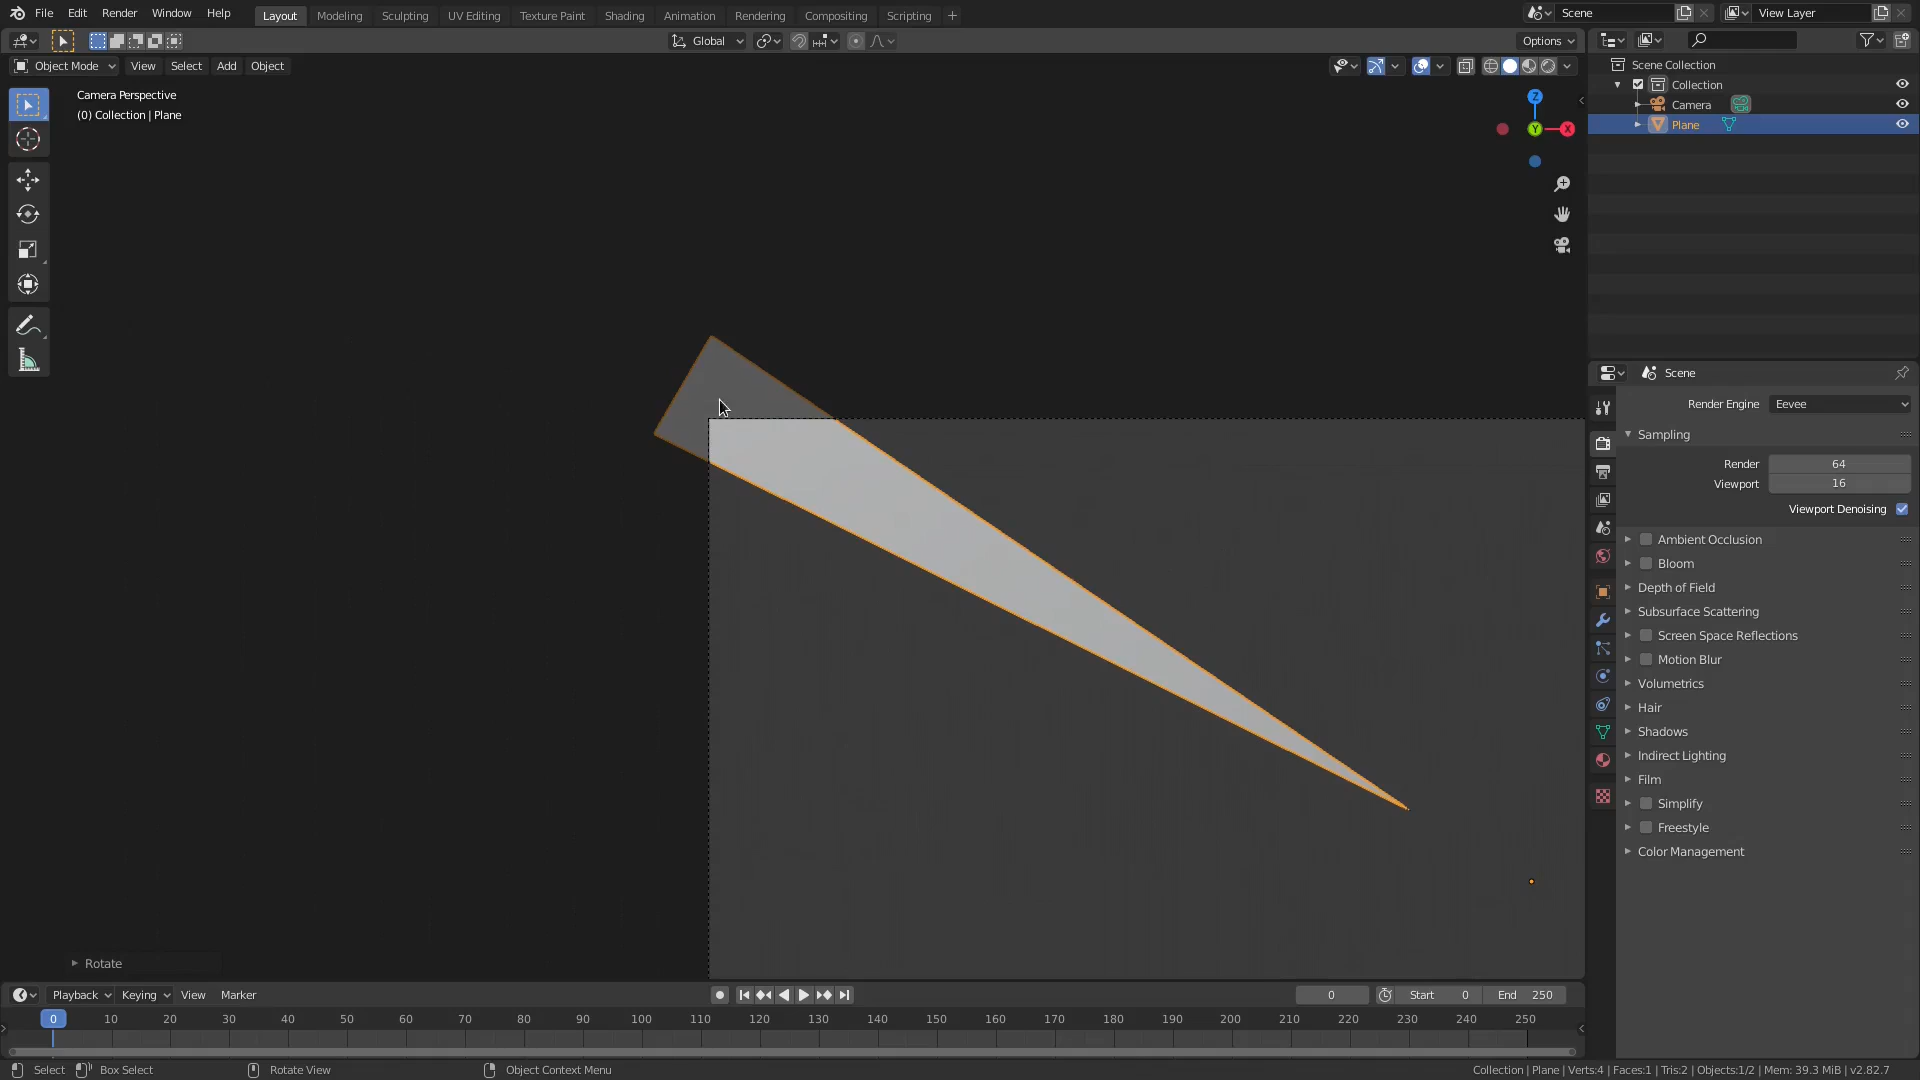 File Edit Render Window Help Layout Modeling Sculpting UV Editing Texture Paint Shading Animation Rendering Compositing Scripting + Scene View Layer
Global Options
Object Mode View Select Add Object
Camera Perspective
(0) Collection | Plane
Z
Y
X
Scene Collection
Collection
Camera
Plane
Scene
Render Engine Eevee
Sampling
Render 64
Viewport 16
Viewport Denoising
Ambient Occlusion
Bloom
Depth of Field
Subsurface Scattering
Screen Space Reflections
Motion Blur
Volumetrics
Hair
Shadows
Indirect Lighting
Film
Simplify
Freestyle
Color Management
Rotate
Playback Keying View Marker 0 Start 0 End 250
0 10 20 30 40 50 60 70 80 90 100 110 120 130 140 150 160 170 180 190 200 210 220 230 240 250
Select Box Select Rotate View Object Context Menu Collection | Plane | Verts:4 | Faces:1 | Tris:2 | Objects:1/2 | Mem: 39.3 MiB | v2.82.7